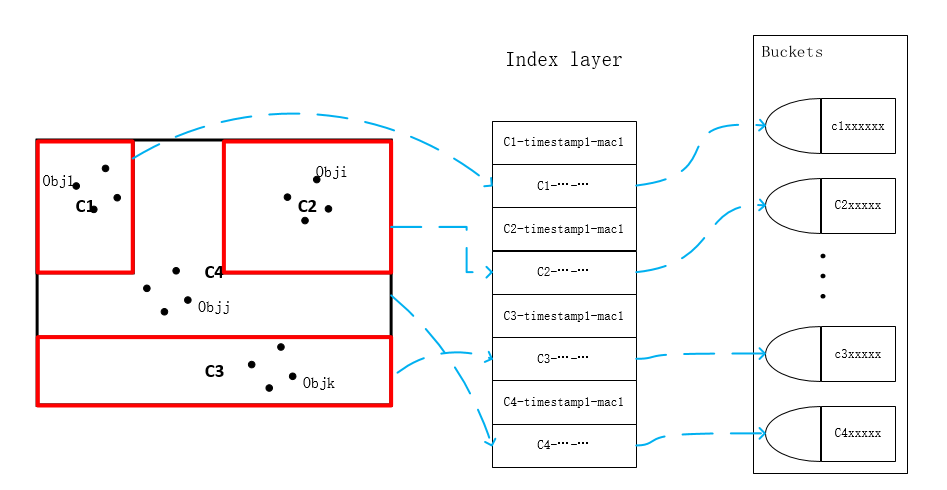 Index layer
Buckets
C1-timestamp1-mac1
C1-…-…
C2-timestamp1-mac1
C2-…-…
C3-timestamp1-mac1
C3-…-…
C4-timestamp1-mac1
C4-…-…
c1xxxxxx
C2xxxxx
c3xxxxx
C4xxxxx
Obj1
C1
Obji
C2
C4
Objj
C3
Objk